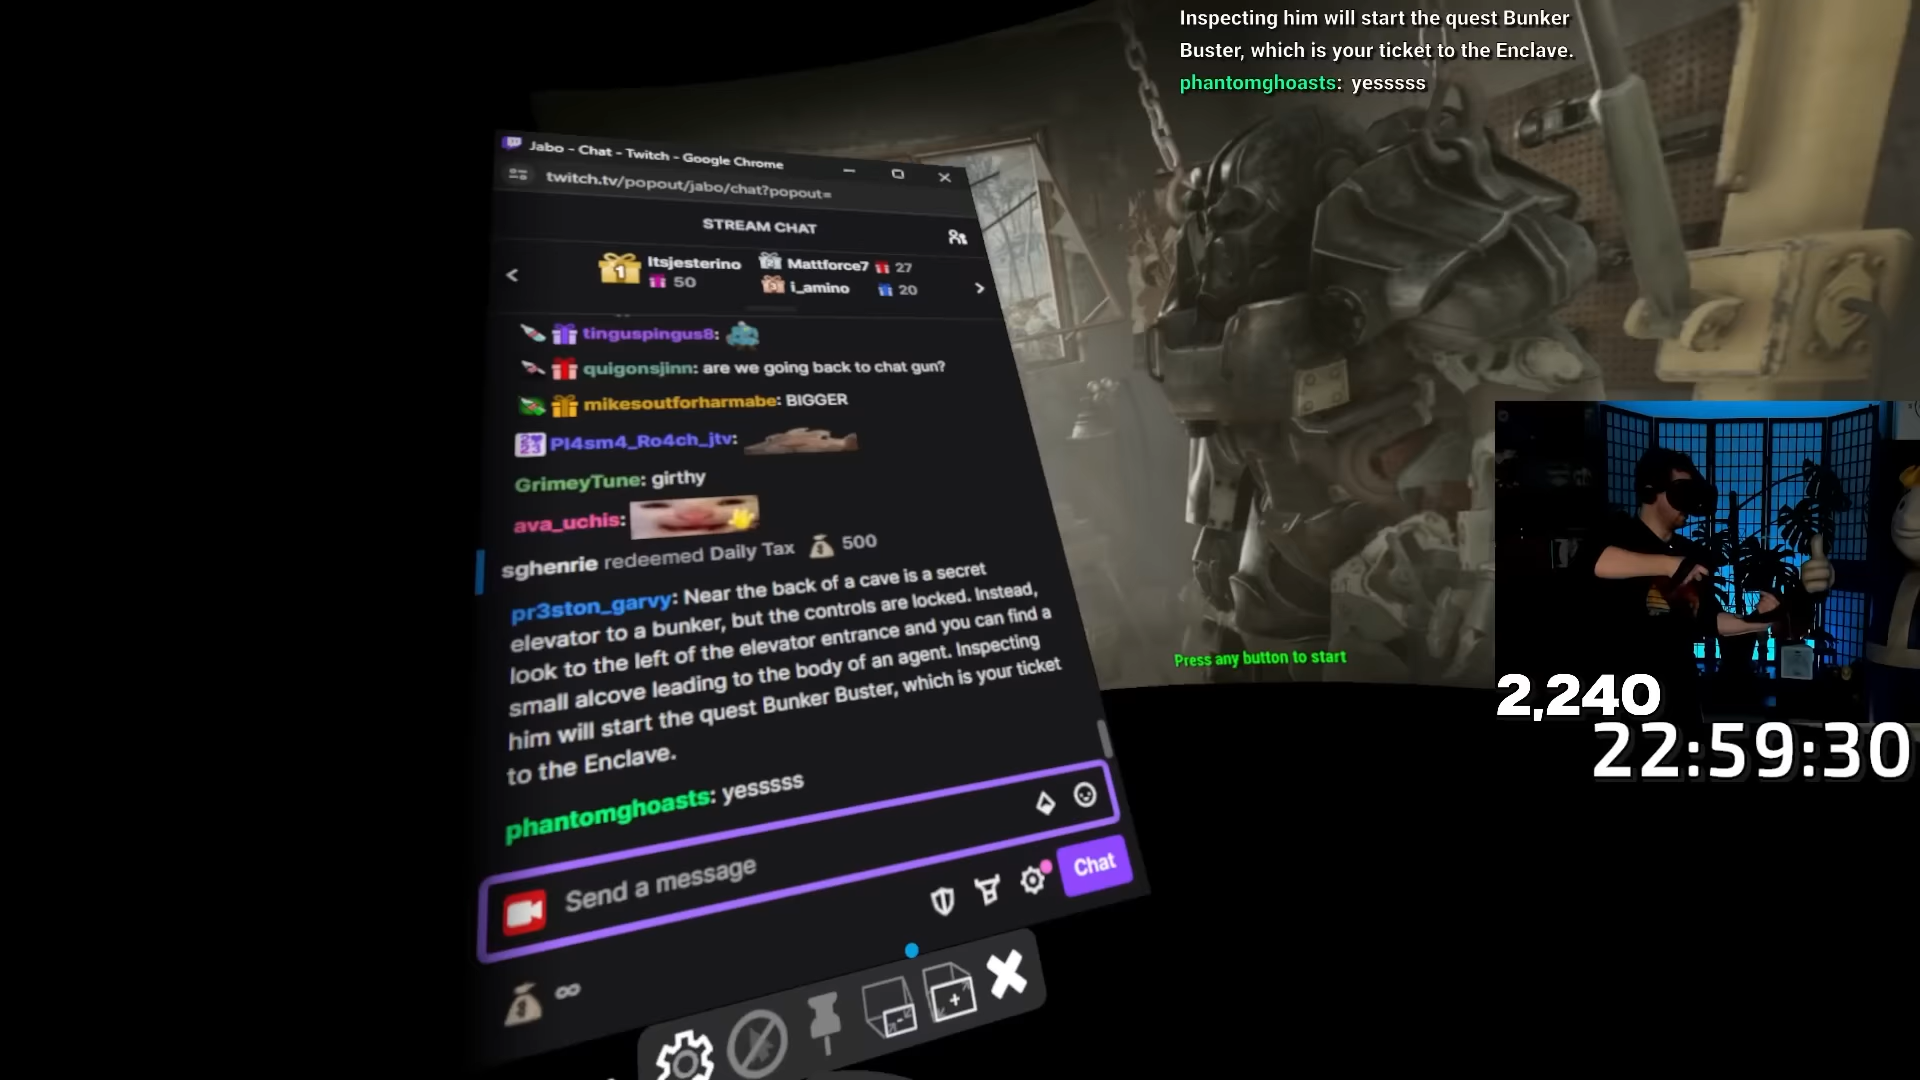 Inspecting him will start the quest Bunker
Buster, which is your ticket to the Enclave.
phantomghoasts: yesssss
Jabo - Chat - Twitch - Google Chrome
twitch.tv/popout/jabo/chat?popout=
STREAM CHAT
1 Itsjesterino 50
Mattforce7 27
i_amino 20
tinguspingus8:
quigonsjinn: are we going back to chat gun?
mikesoutforharmabe: BIGGER
Pl4sm4_Ro4ch_jtv:
GrimeyTune: girthy
ava_uchis:
sghenrie redeemed Daily Tax 500
pr3ston_garvy: Near the back of a cave is a secret
elevator to a bunker, but the controls are locked. Instead,
look to the left of the elevator entrance and you can find a
small alcove leading to the body of an agent. Inspecting
him will start the quest Bunker Buster, which is your ticket
to the Enclave.
phantomghoasts: yesssss
Send a message
Chat
∞
Press any button to start
2,240
22:59:30